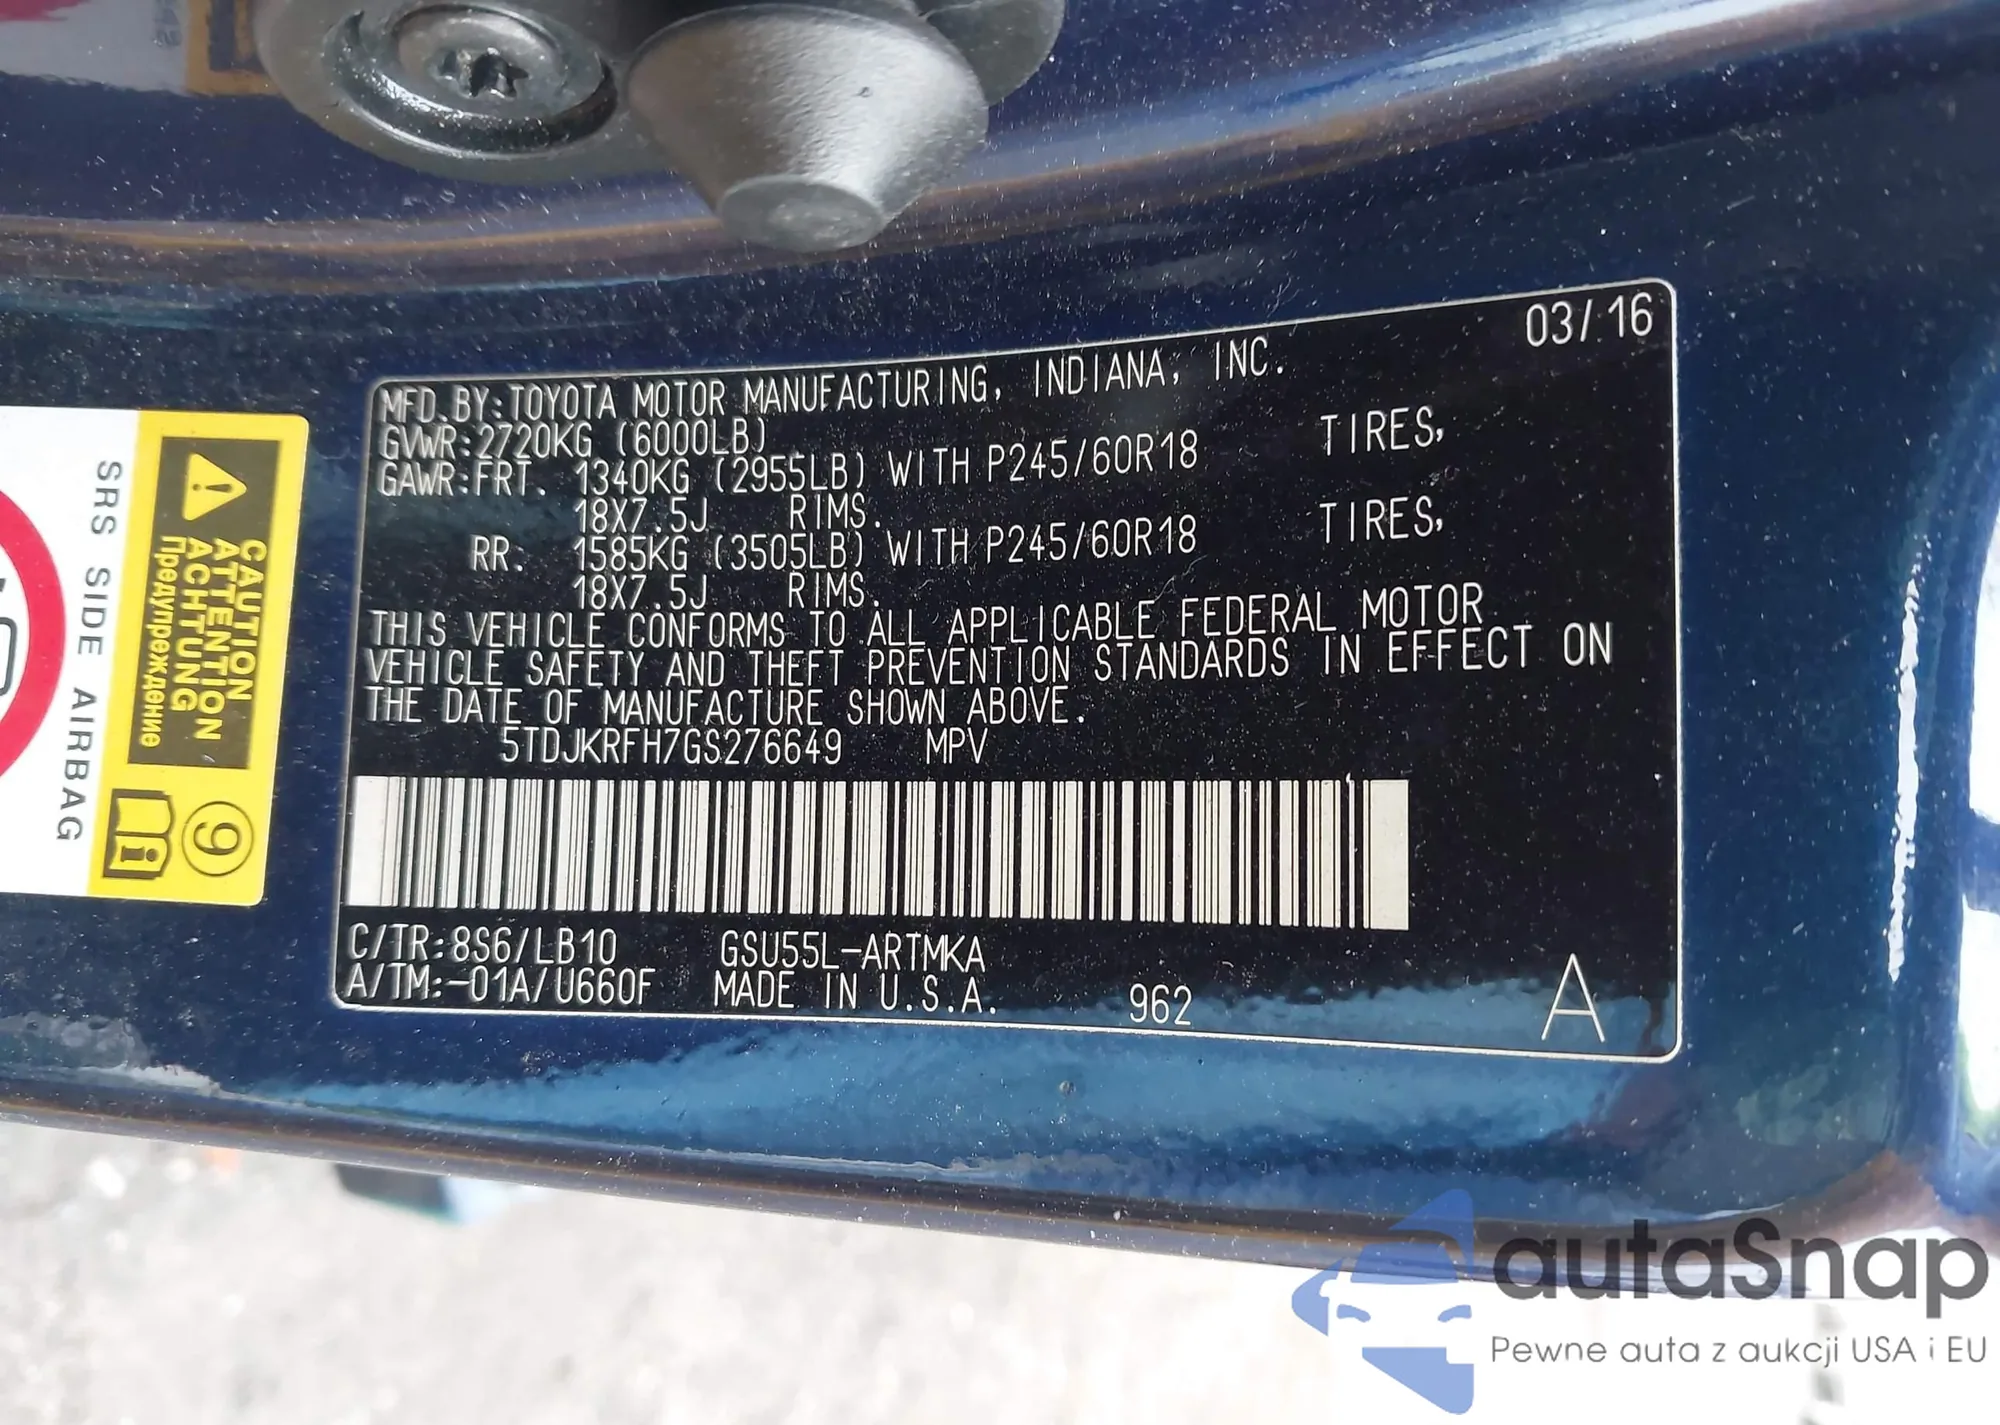 03/16
MFD.BY:TOYOTA MOTOR MANUFACTURING, INDIANA, INC.
GVWR:2720KG (6000LB)
GAWR:FRT. 1340KG (2955LB) WITH P245/60R18 TIRES,
18X7.5J RIMS.
RR. 1585KG (3505LB) WITH P245/60R18 TIRES,
18X7.5J RIMS.
THIS VEHICLE CONFORMS TO ALL APPLICABLE FEDERAL MOTOR
VEHICLE SAFETY AND THEFT PREVENTION STANDARDS IN EFFECT ON
THE DATE OF MANUFACTURE SHOWN ABOVE.
5TDJKRFH7GS276649 MPV
C/TR:8S6/LB10 GSU55L-ARTMKA
A/TM:-01A/U660F MADE IN U.S.A. 962 A
CAUTION
ATTENTION
ACHTUNG
Предупреждение
9
SRS SIDE AIRBAG
autaSnap
Pewne auta z aukcji USA i EU